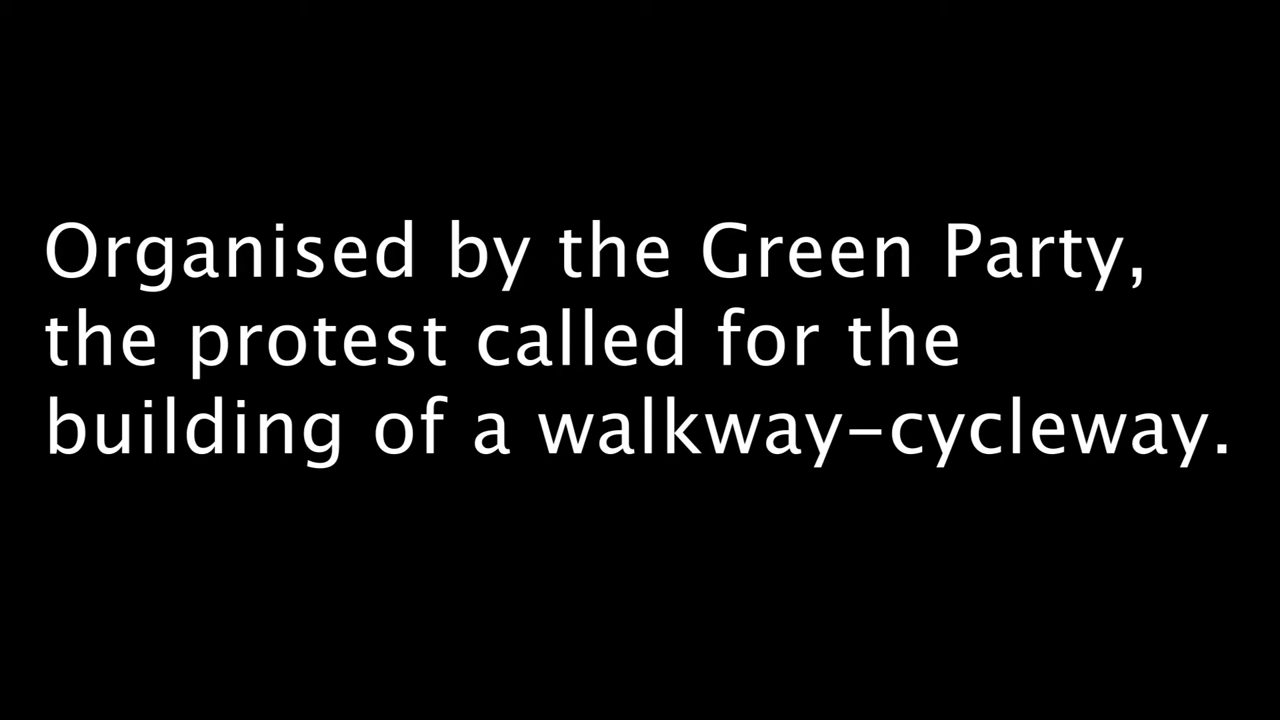 Organised by the Green Party,
the protest called for the
building of a walkway-cycleway.